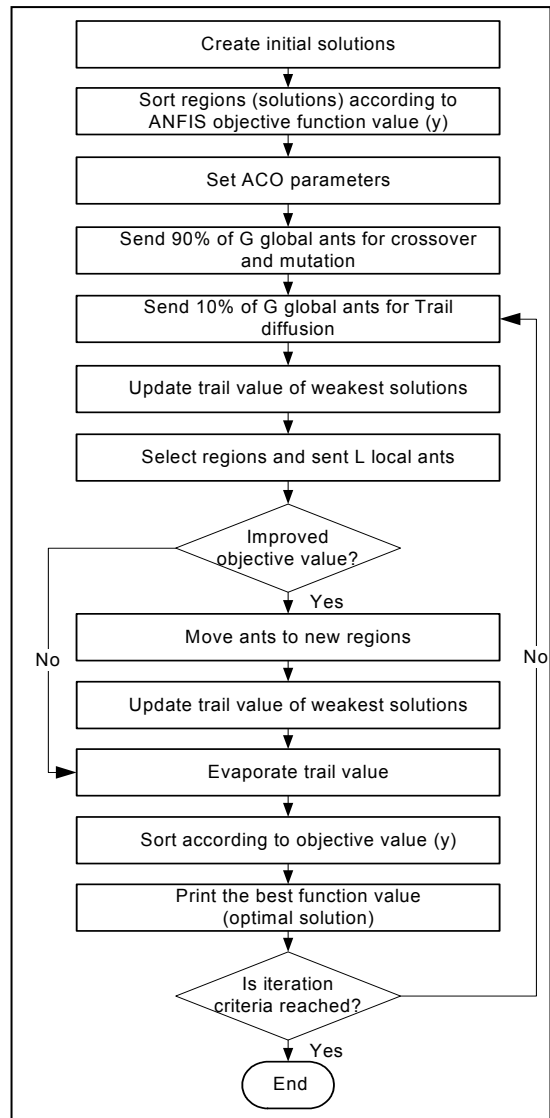 Create initial solutions
Sort regions (solutions) according to
ANFIS objective function value (y)
Set ACO parameters
Send 90% of G global ants for crossover
and mutation
Send 10% of G global ants for Trail
diffusion
Update trail value of weakest solutions
Select regions and sent L local ants
Improved
objective value?
Yes
Move ants to new regions
No
No
Update trail value of weakest solutions
Evaporate trail value
Sort according to objective value (y)
Print the best function value
(optimal solution)
Is iteration
criteria reached?
Yes
End